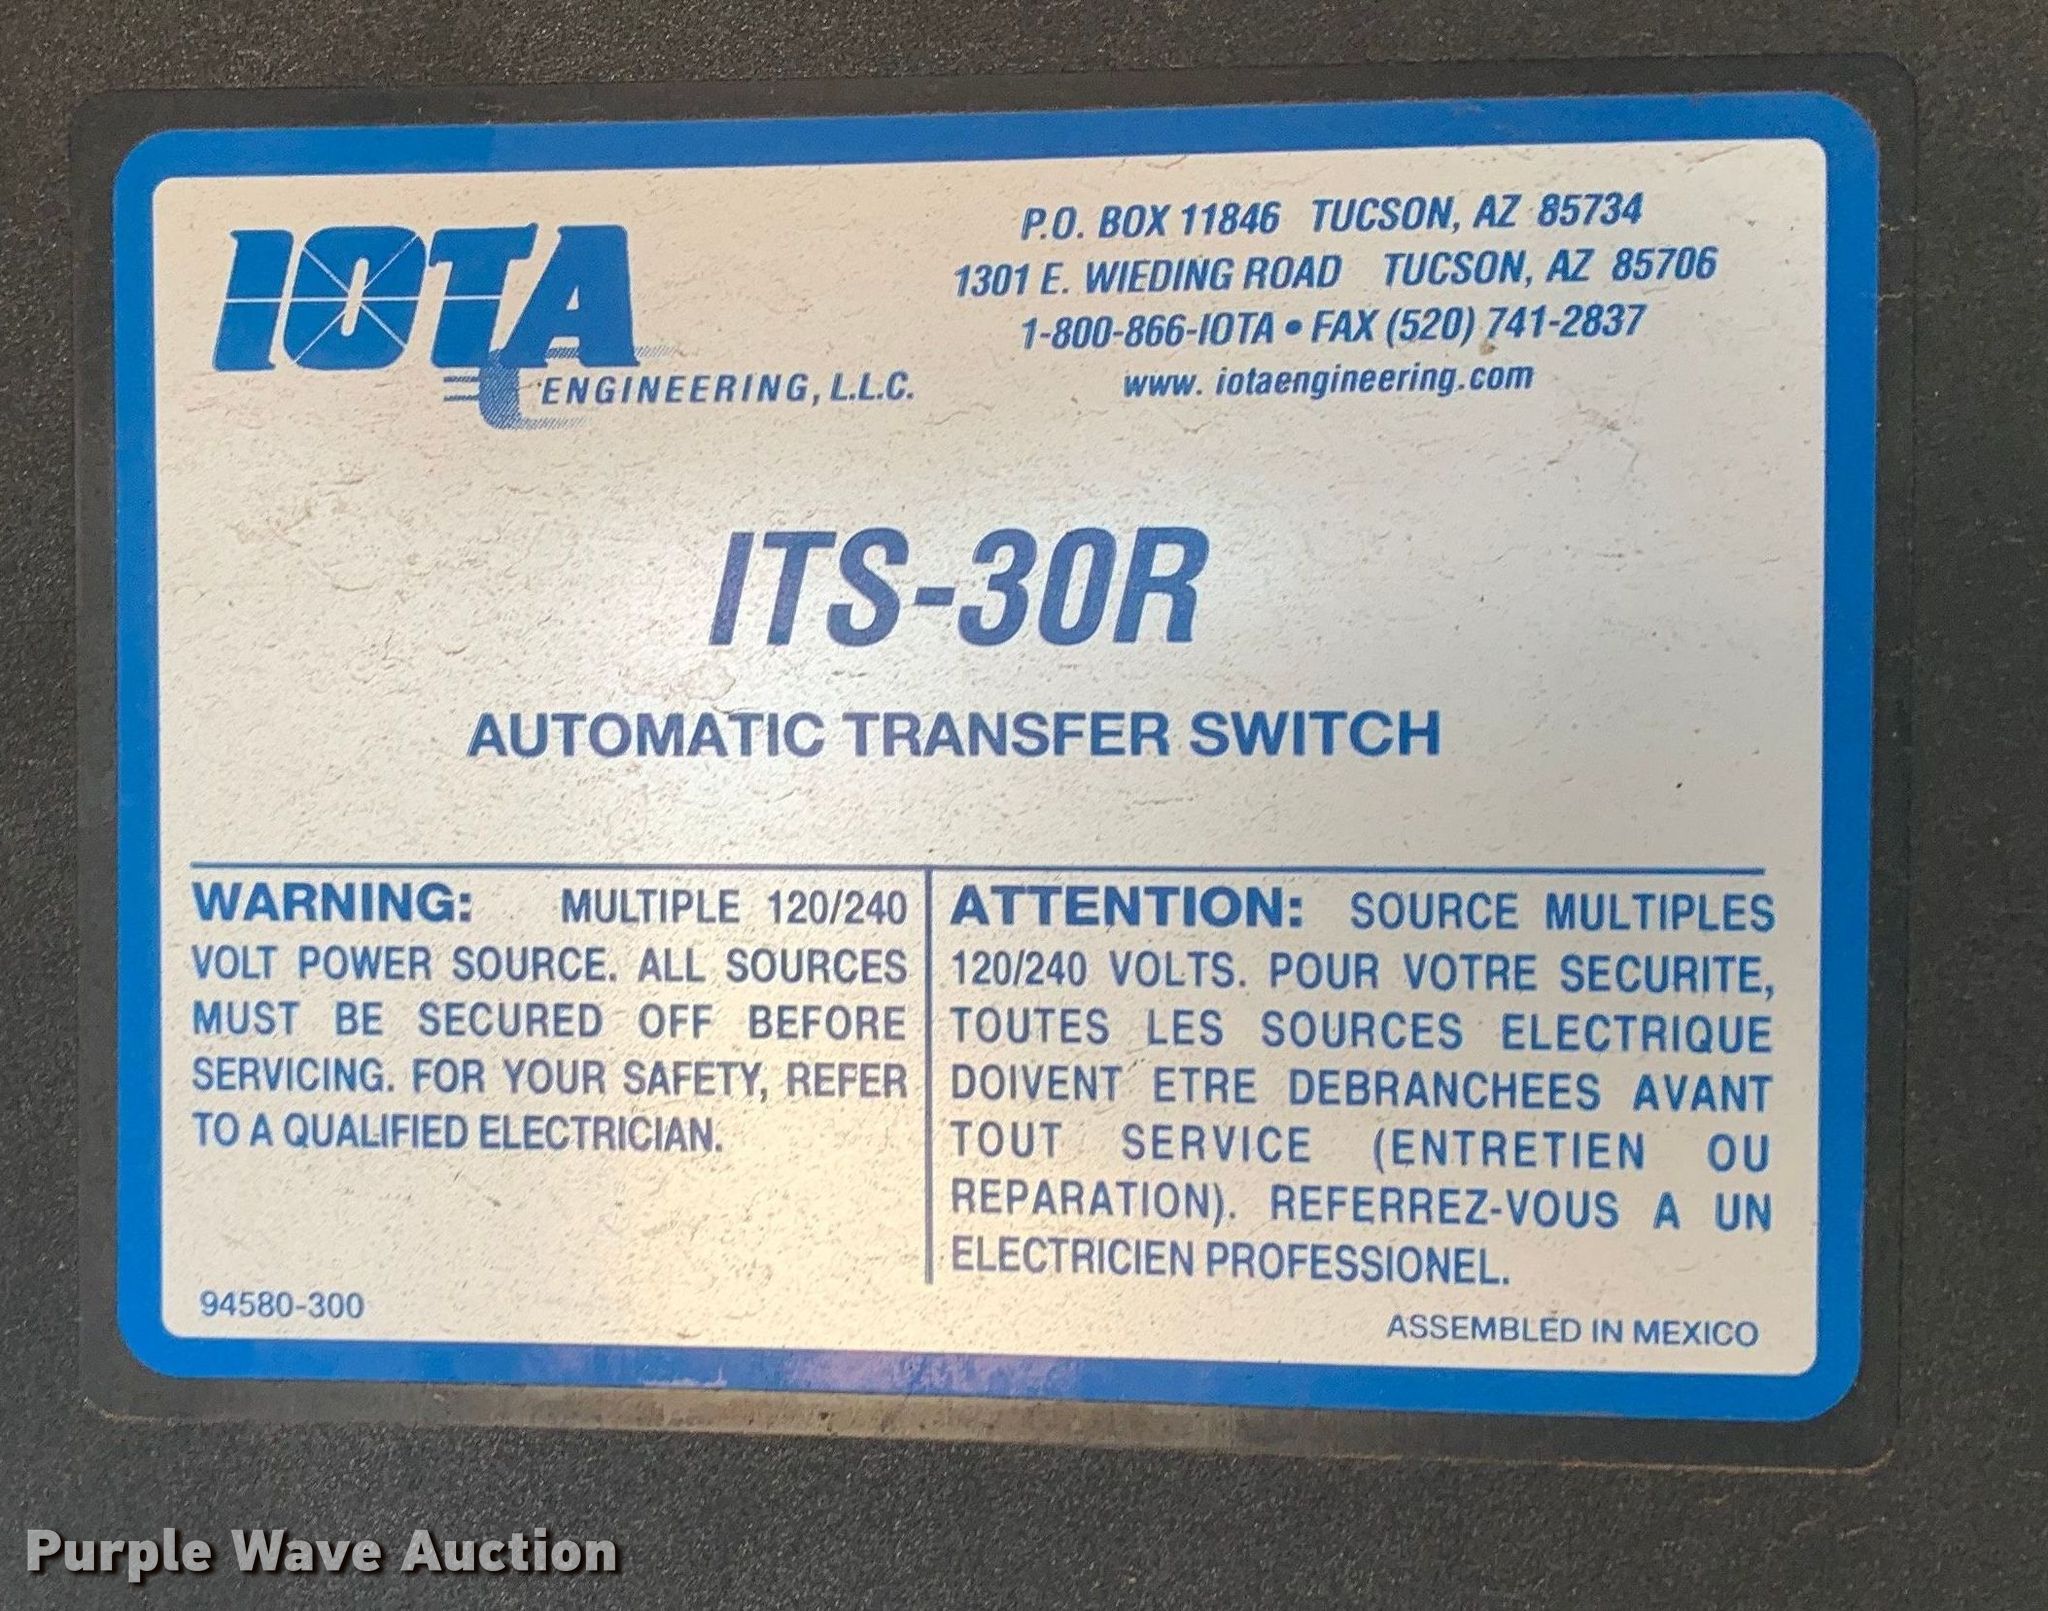 IOTA
ENGINEERING, L.L.C.
P.O. BOX 11846 TUCSON, AZ 85734
1301 E. WIEDING ROAD TUCSON, AZ 85706
1-800-866-IOTA • FAX (520) 741-2837
www. iotaengineering.com
ITS-30R
AUTOMATIC TRANSFER SWITCH
WARNING: MULTIPLE 120/240
VOLT POWER SOURCE. ALL SOURCES
MUST BE SECURED OFF BEFORE
SERVICING. FOR YOUR SAFETY, REFER
TO A QUALIFIED ELECTRICIAN.
94580-300
ATTENTION: SOURCE MULTIPLES
120/240 VOLTS. POUR VOTRE SECURITE,
TOUTES LES SOURCES ELECTRIQUE
DOIVENT ETRE DEBRANCHEES AVANT
TOUT SERVICE (ENTRETIEN OU
REPARATION). REFERREZ-VOUS A UN
ELECTRICIEN PROFESSIONEL.
ASSEMBLED IN MEXICO
Purple Wave Auction